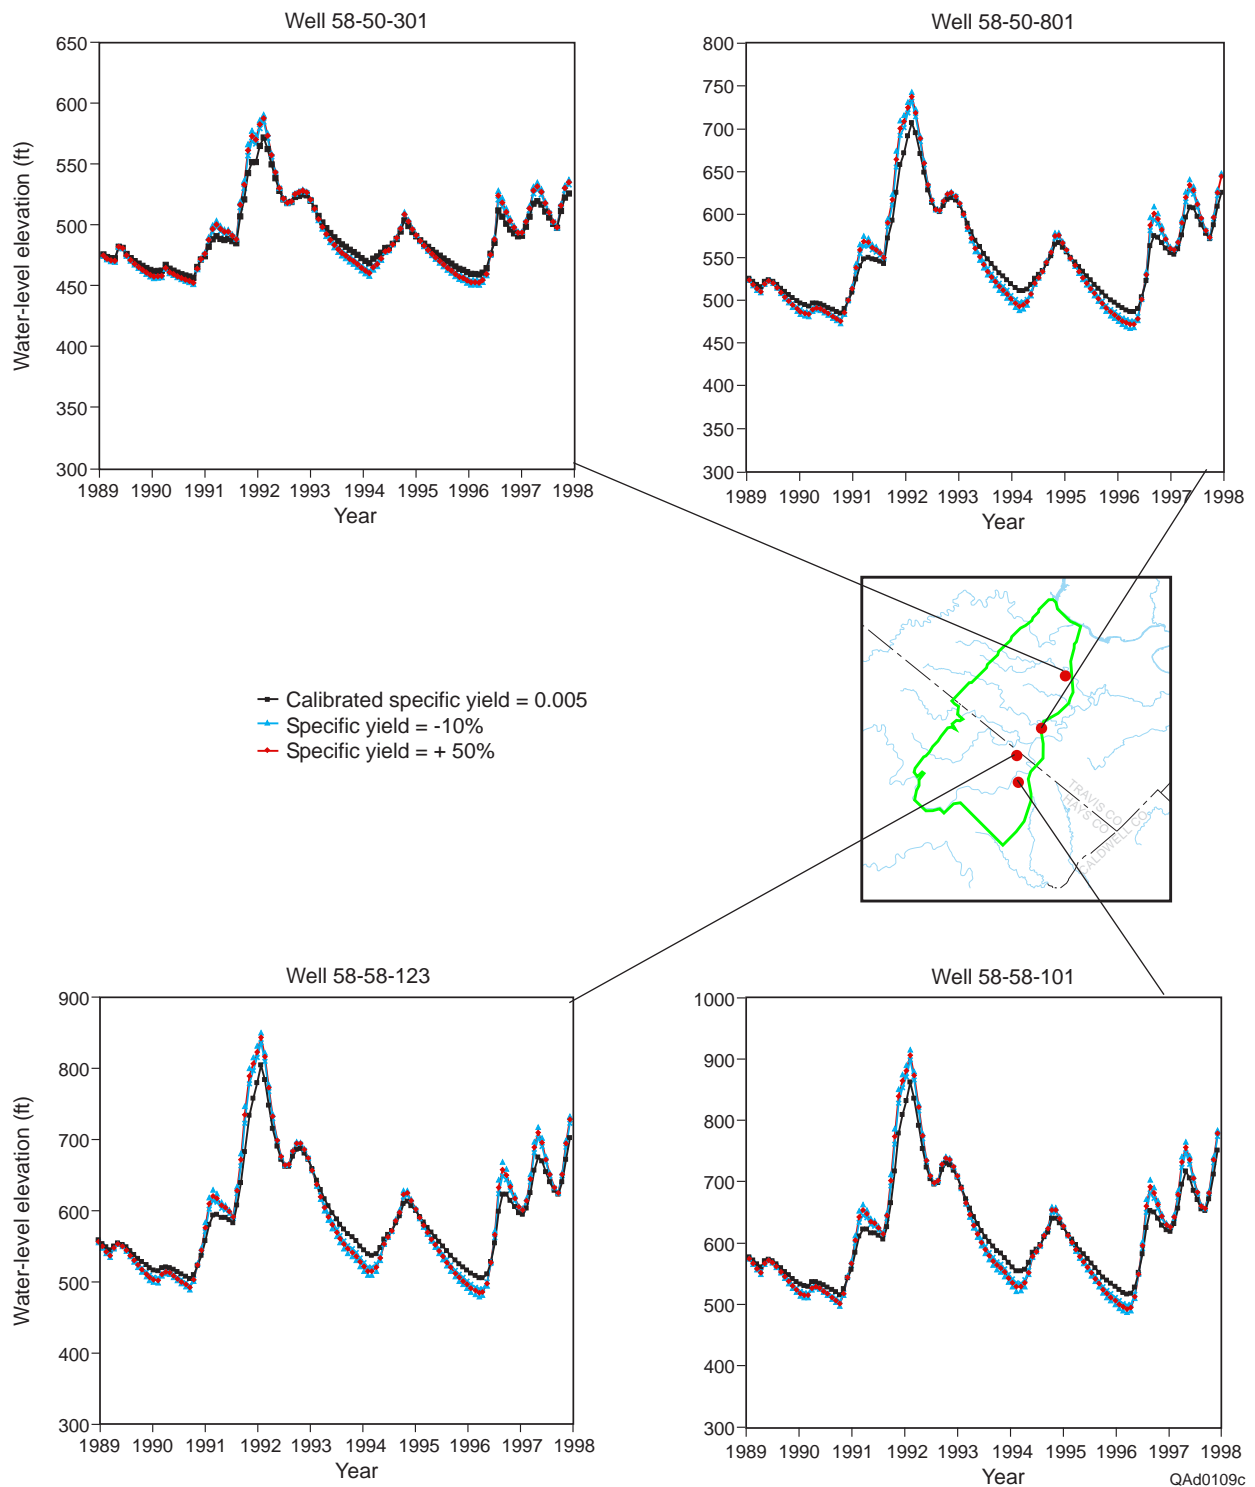 Well 58-50-301
Well 58-50-801
Water-level elevation (ft)
650
600
550
500
450
400
350
300
1989 1990 1991 1992 1993 1994 1995 1996 1997 1998
Year
800
750
700
650
600
550
500
450
400
350
300
1989 1990 1991 1992 1993 1994 1995 1996 1997 1998
Year
Calibrated specific yield = 0.005
Specific yield = -10%
Specific yield = + 50%
TRAVIS CO.
HAYS CO.
CALDWELL CO.
Well 58-58-123
Well 58-58-101
Water-level elevation (ft)
900
800
700
600
500
400
300
1989 1990 1991 1992 1993 1994 1995 1996 1997 1998
Year
1000
900
800
700
600
500
400
300
1989 1990 1991 1992 1993 1994 1995 1996 1997 1998
Year
QAd0109c